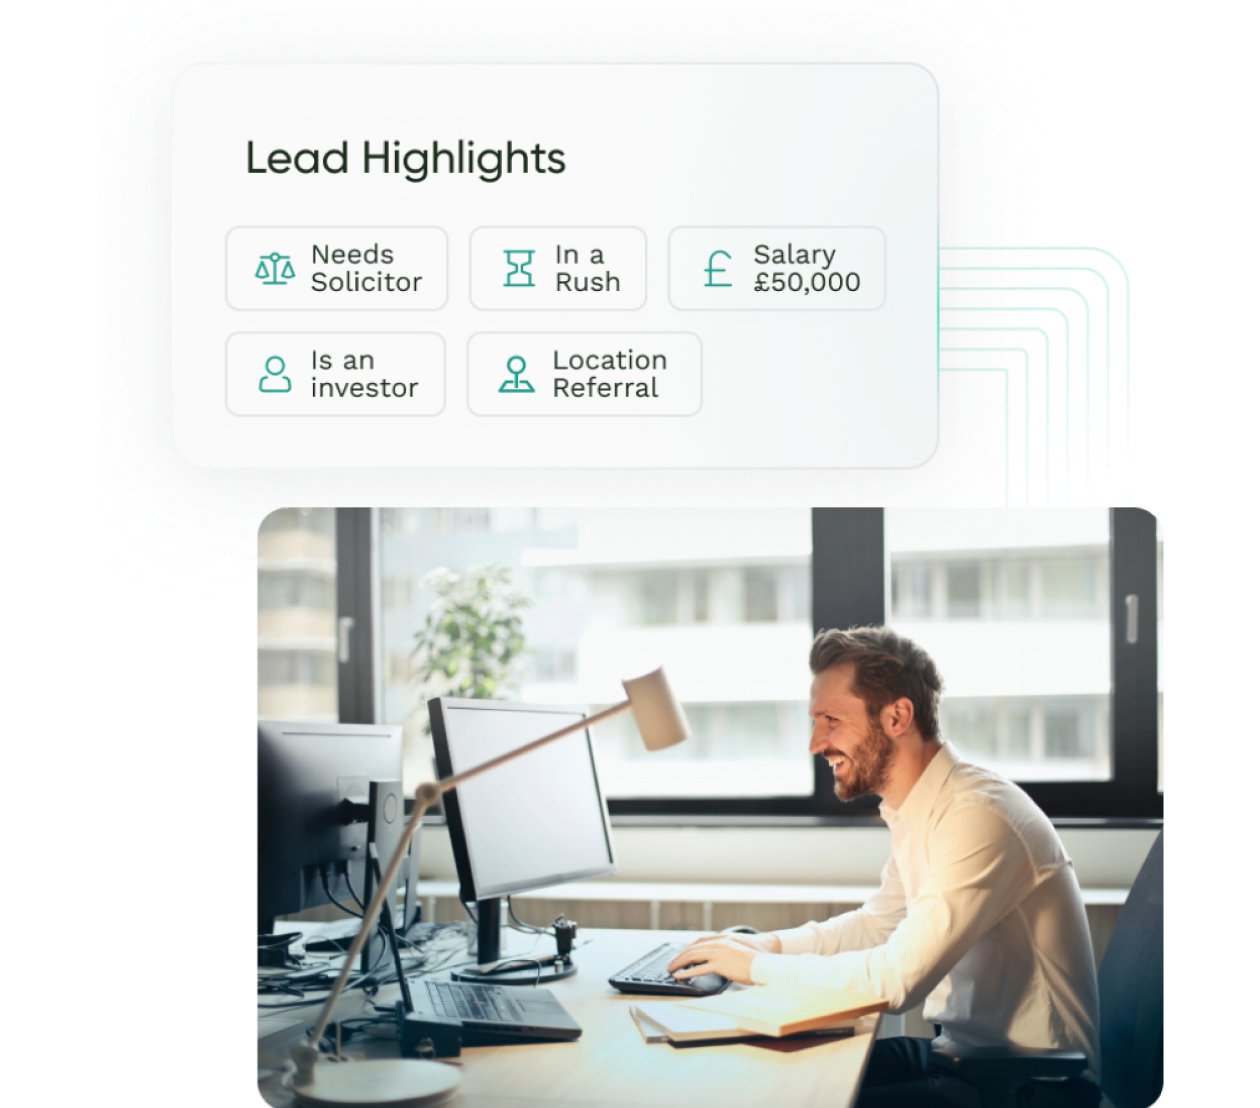 Lead Highlights
Needs
Solicitor
In a
Rush
Salary
£50,000
Is an
investor
Location
Referral